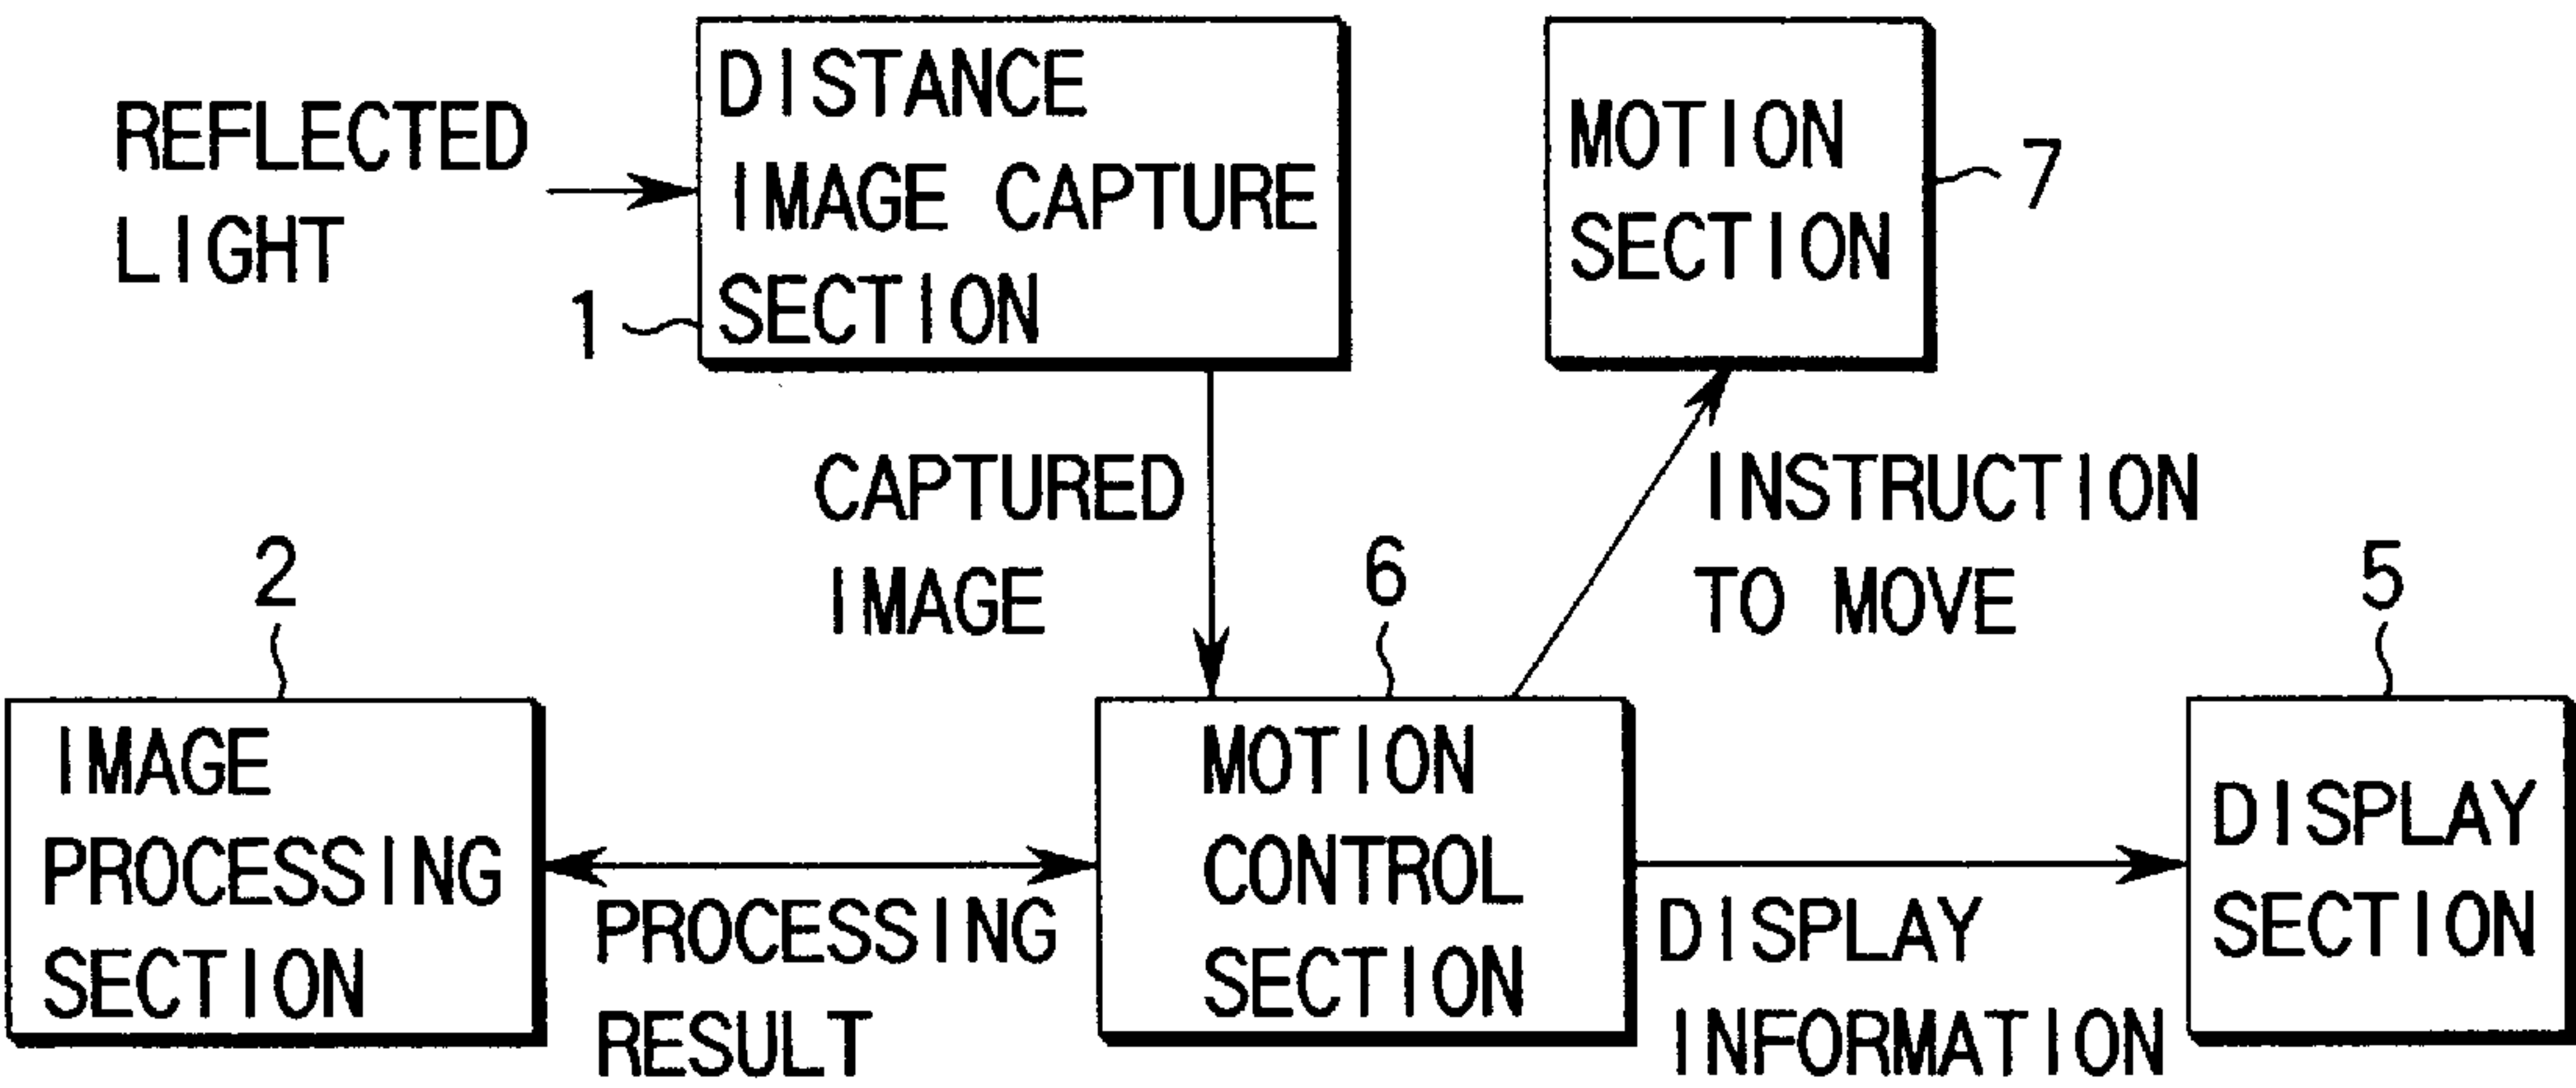 REFLECTED
LIGHT
DISTANCE
IMAGE CAPTURE
SECTION
1
MOTION
SECTION
7
CAPTURED
IMAGE
INSTRUCTION
TO MOVE
2
IMAGE
PROCESSING
SECTION
PROCESSING
RESULT
6
MOTION
CONTROL
SECTION
DISPLAY
INFORMATION
5
DISPLAY
SECTION